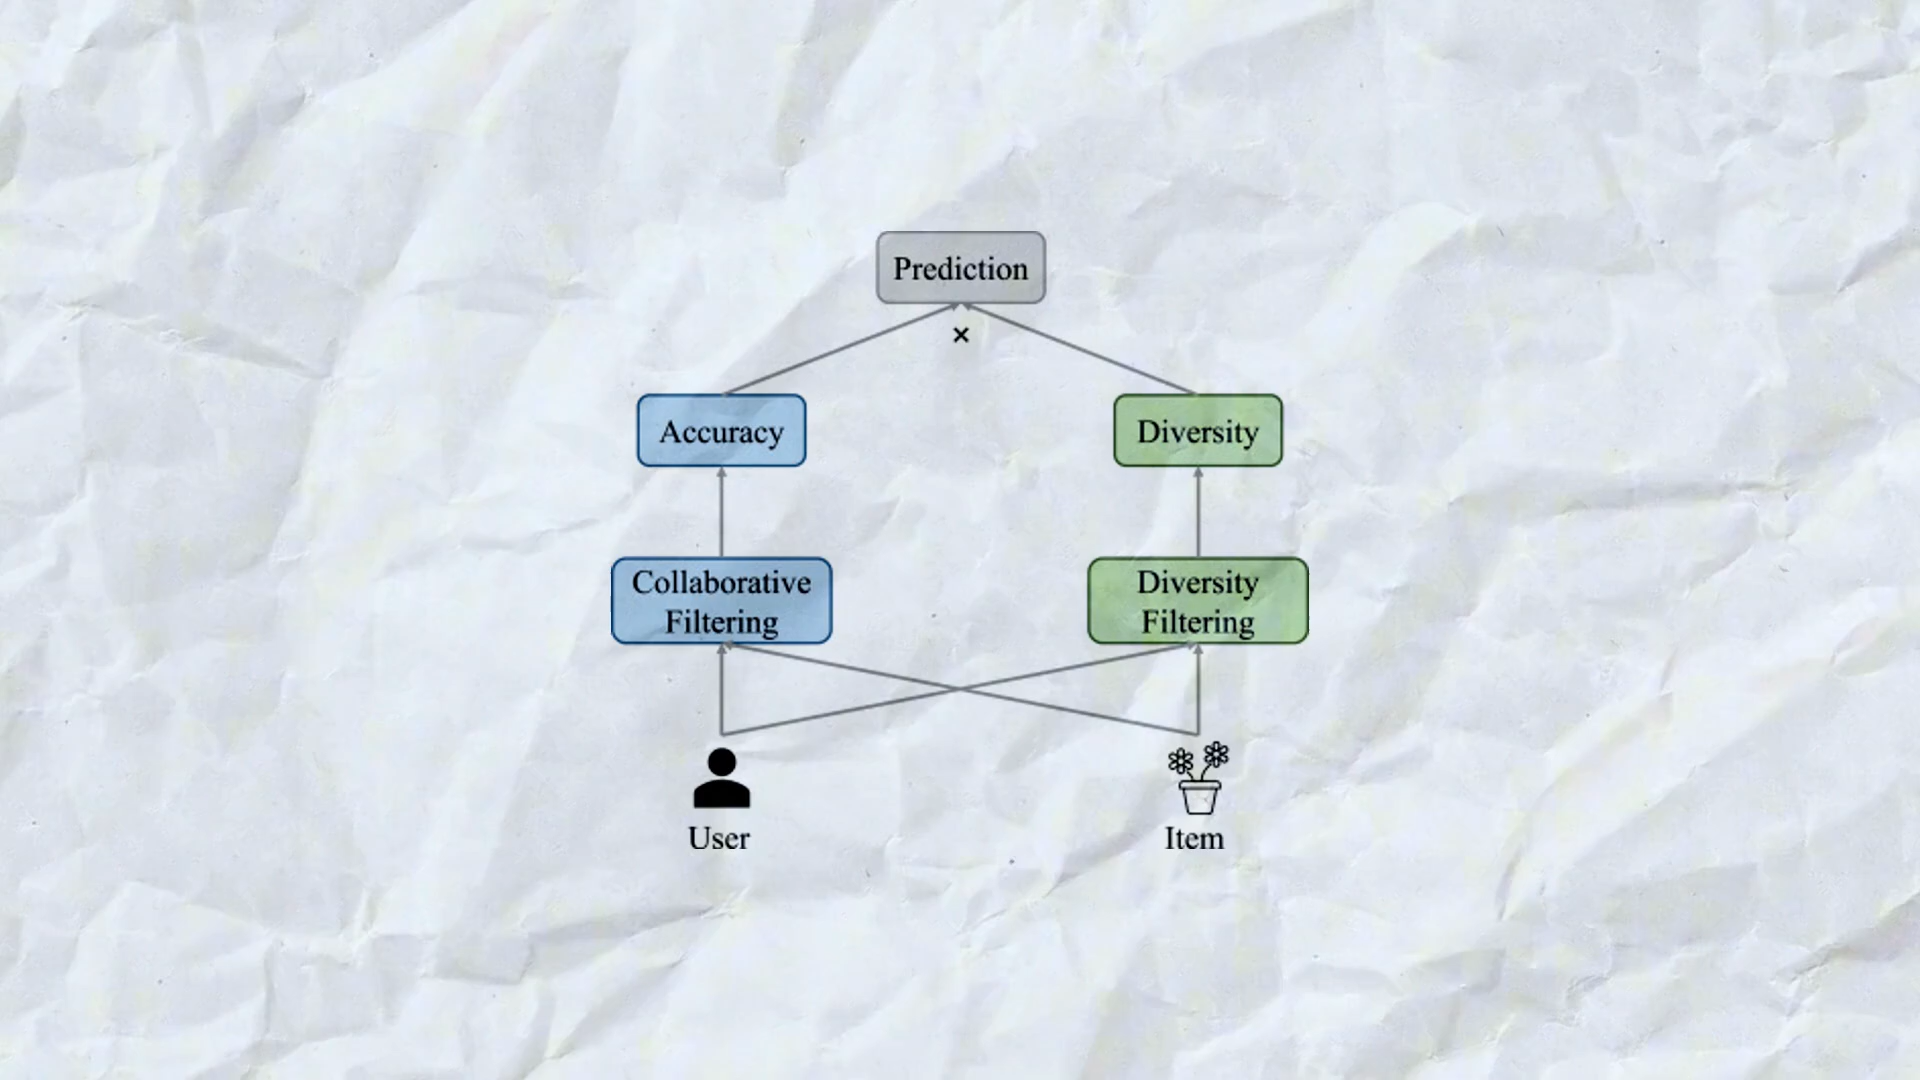 Prediction
×
Accuracy
Diversity
Collaborative
Filtering
Diversity
Filtering
User
Item